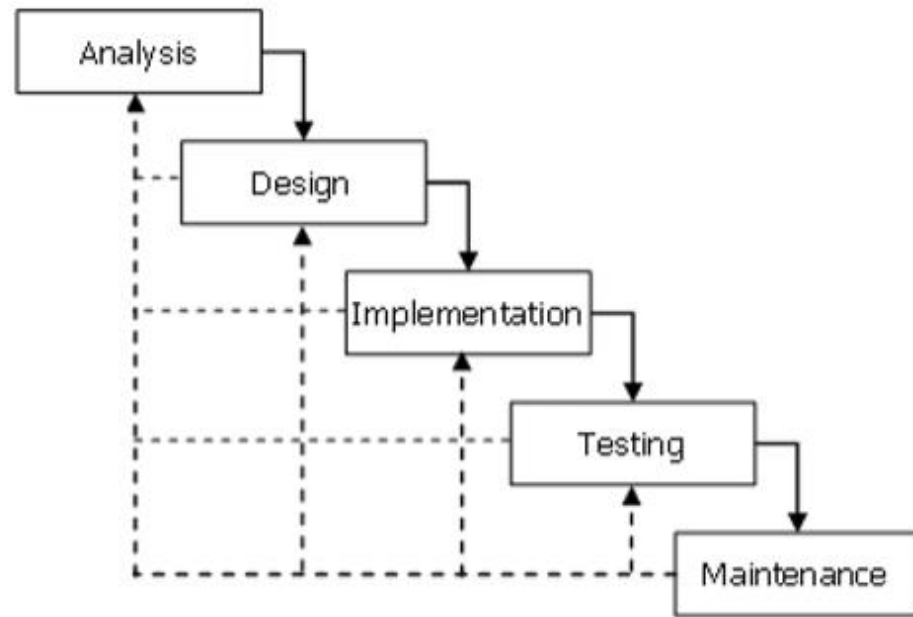 Analysis
Design
Implementation
Testing
Maintenance